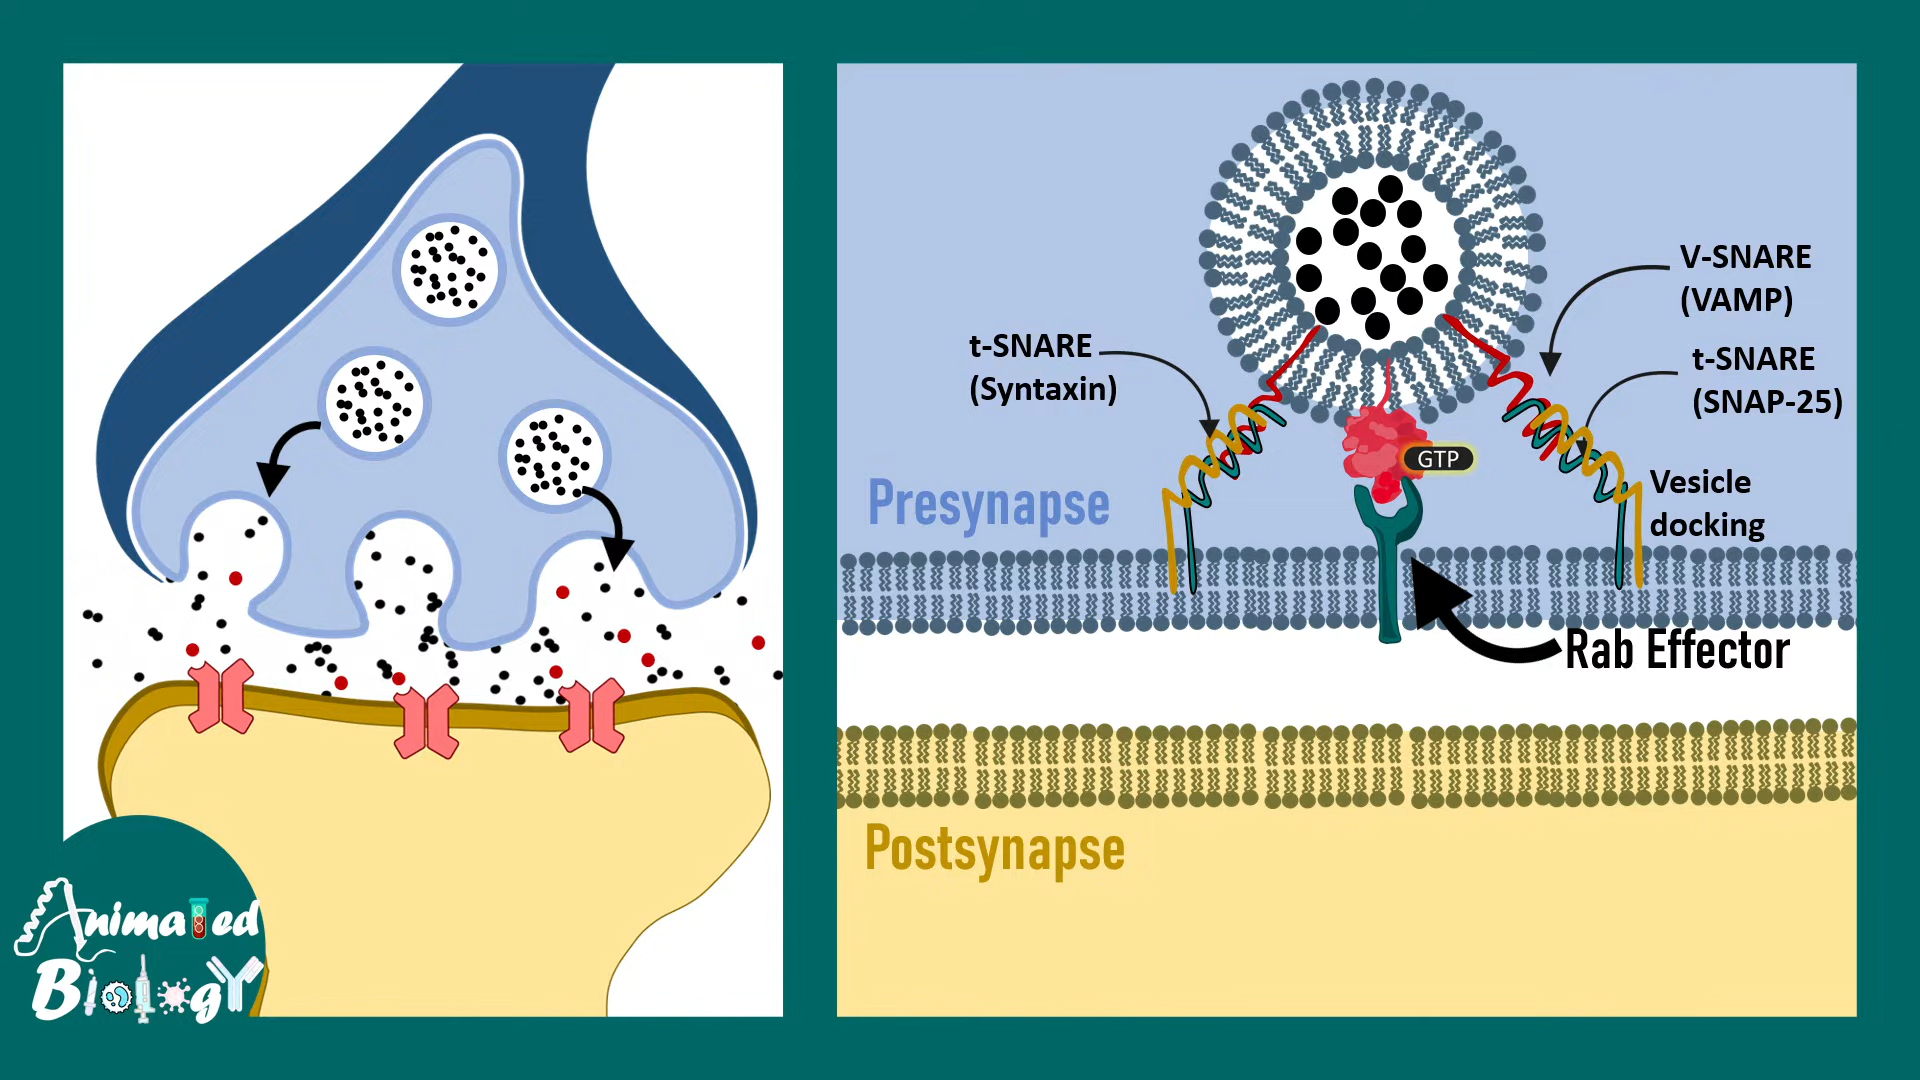 V-SNARE
(VAMP)
t-SNARE
(Syntaxin)
t-SNARE
(SNAP-25)
GTP
Presynapse
Vesicle
docking
Rab Effector
Postsynapse
Animated
Biology